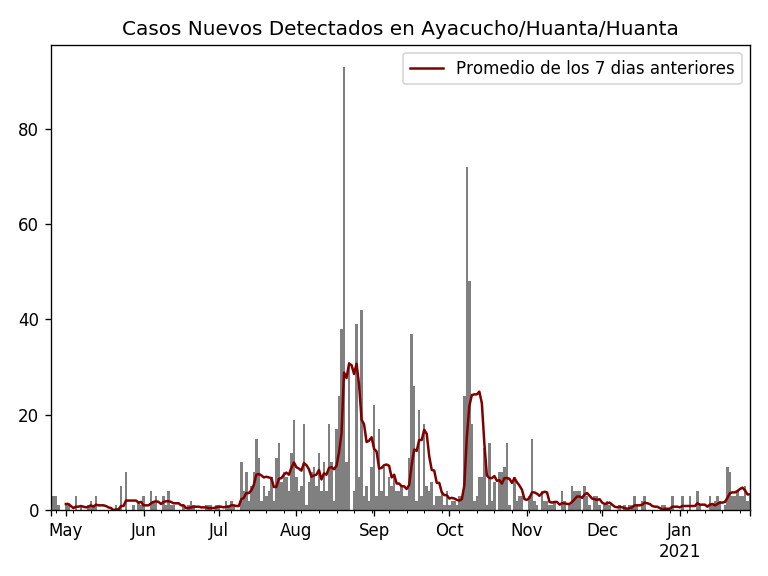 Casos Nuevos Detectados en Ayacucho/Huanta/Huanta
Promedio de los 7 dias anteriores
80
60
40
20
0
May Jun Jul Aug Sep Oct Nov Dec Jan
2021